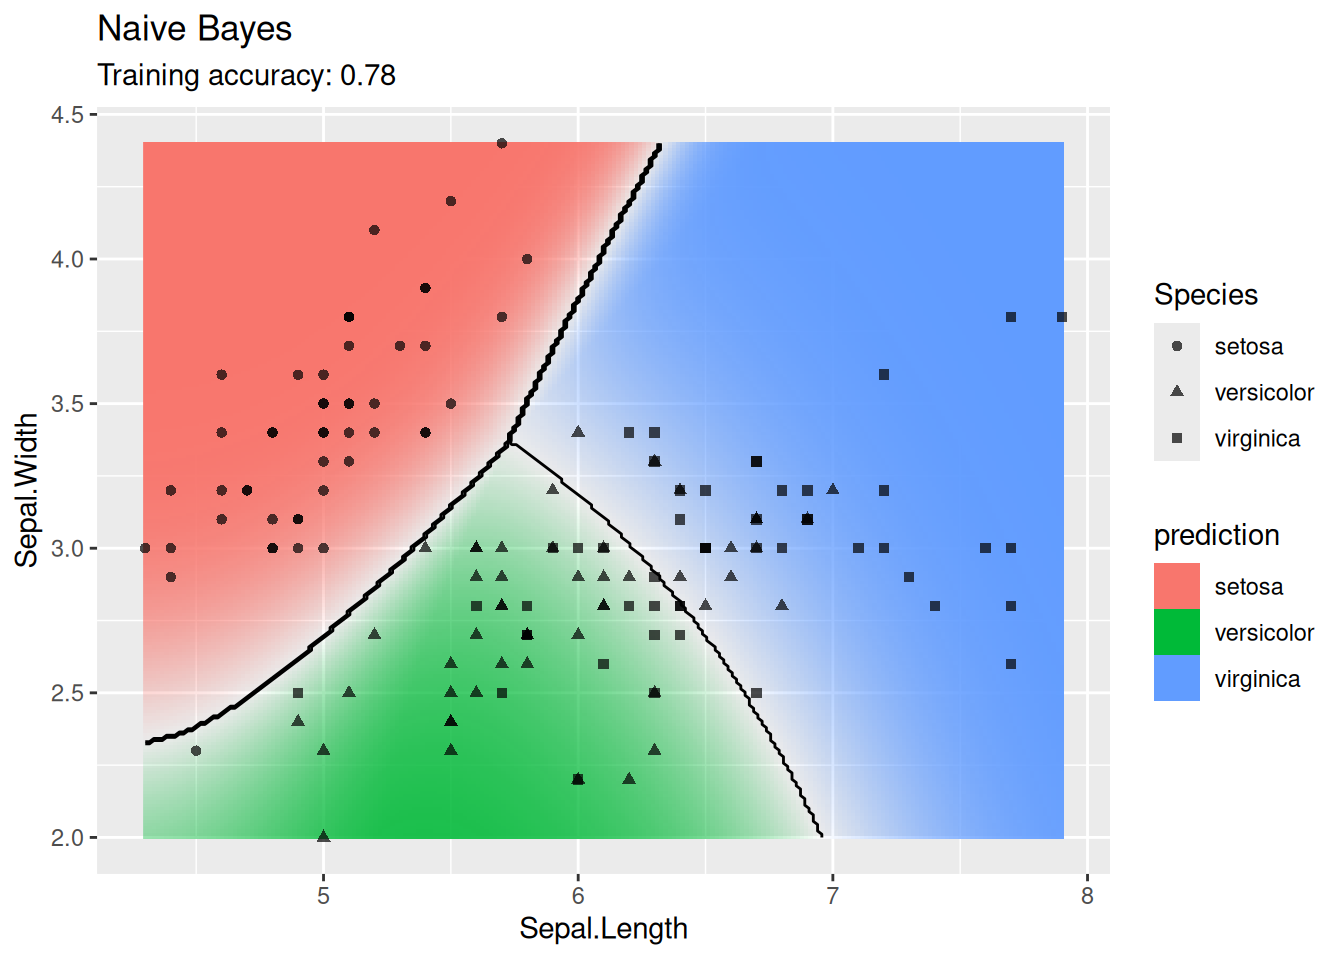 Naive Bayes
Training accuracy: 0.78
4.5
4.0
3.5
3.0
2.5
2.0
Sepal.Width
5
6
7
8
Sepal.Length
Species
setosa
versicolor
virginica
prediction
setosa
versicolor
virginica